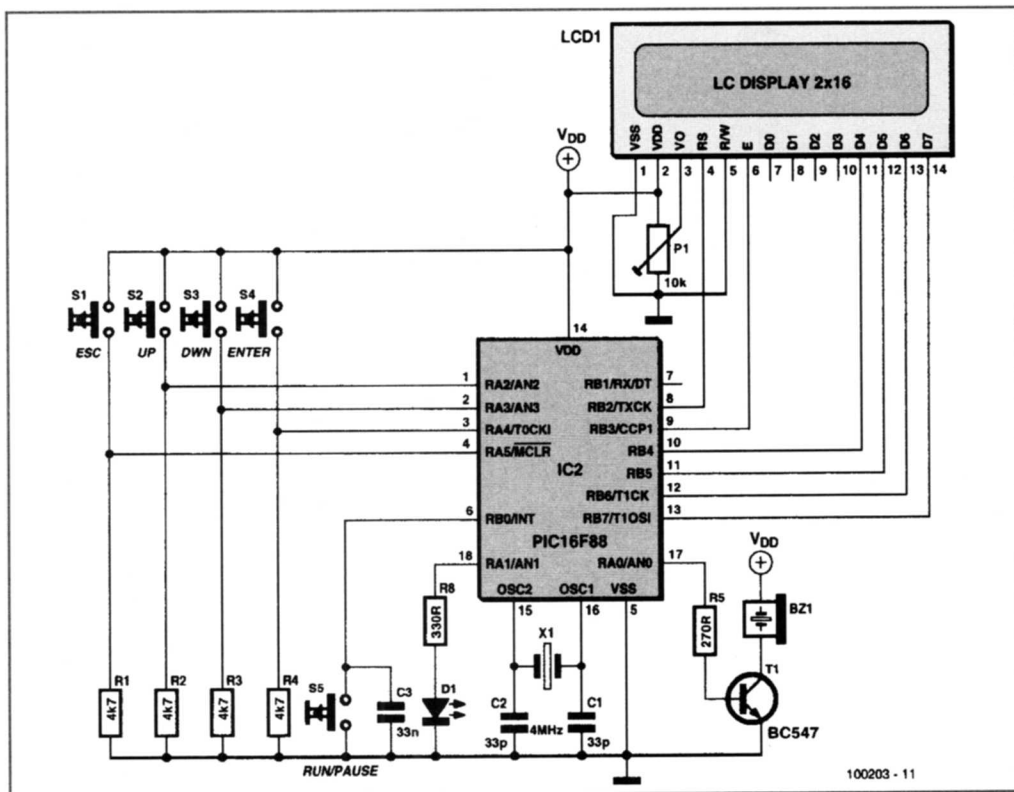 LCD1
LC DISPLAY 2x16
VSS VDD VO RS R/W E D0 D1 D2 D3 D4 D5 D6 D7
1 2 3 4 5 6 7 8 9 10 11 12 13 14
VDD
P1
10k
S1 S2 S3 S4
ESC UP DWN ENTER
14
VDD
1 RA2/AN2 RB1/RX/DT 7
2 RA3/AN3 RB2/TXCK 8
3 RA4/T0CKI RB3/CCP1 9
4 RA5/MCLR RB4 10
IC2
RB5 11
RB6/T1CK 12
6 RB0/INT RB7/T1OSI 13
PIC16F88
18 RA1/AN1 RA0/AN0 17
OSC2 OSC1 VSS
15 16 5
VDD
R8
330R
R5
270R
BZ1
X1
T1
R1 R2 R3 R4
4k7 4k7 4k7 4k7
S5
C3
33n
D1
C2 C1
4MHz
33p 33p
BC547
RUN/PAUSE
100203 - 11